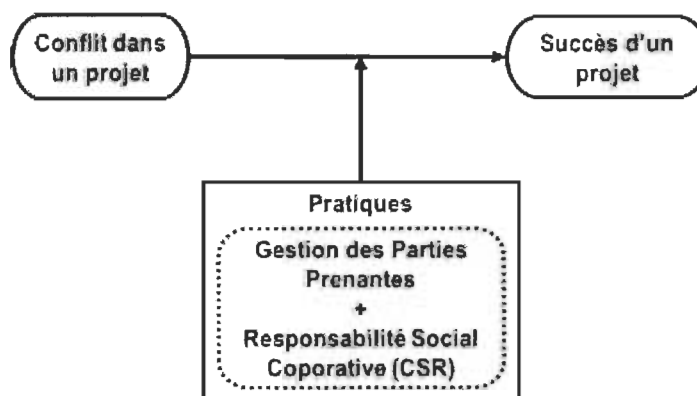 Conflit dans
un projet
Succès d'un
projet
Pratiques
Gestion des Parties
Prenantes
+
Responsabilité Social
Coporative (CSR)